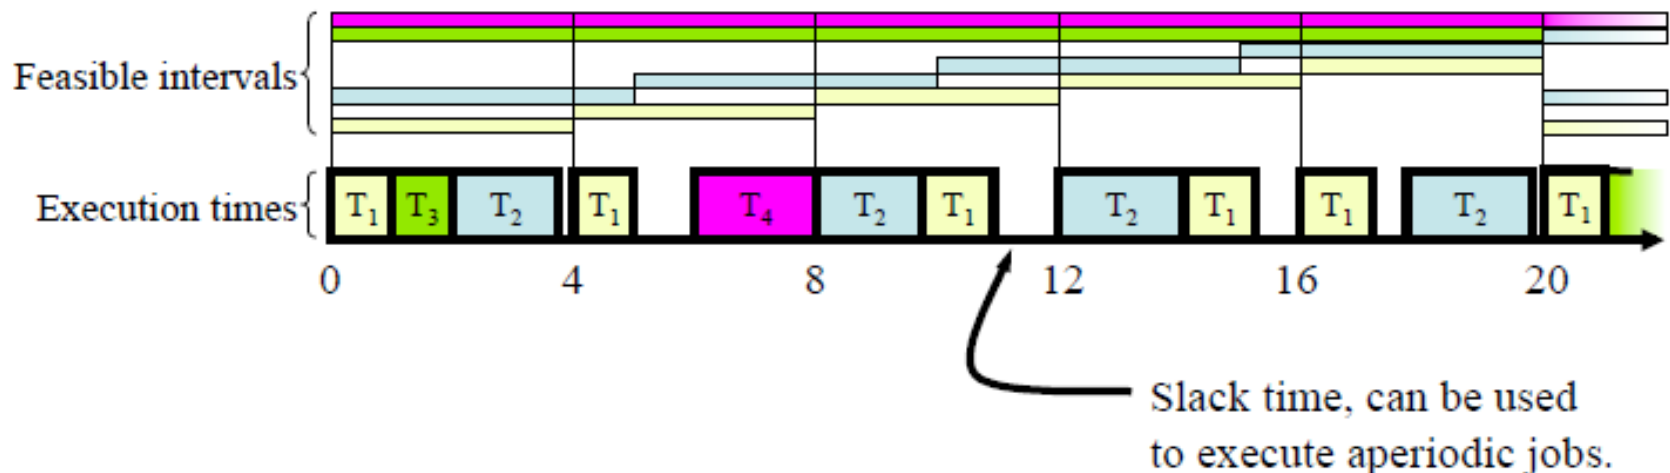 Feasible intervals
Execution times
T₁ T₃ T₂ T₁ T₄ T₂ T₁ T₂ T₁ T₁ T₂ T₁
0 4 8 12 16 20
Slack time, can be used
to execute aperiodic jobs.